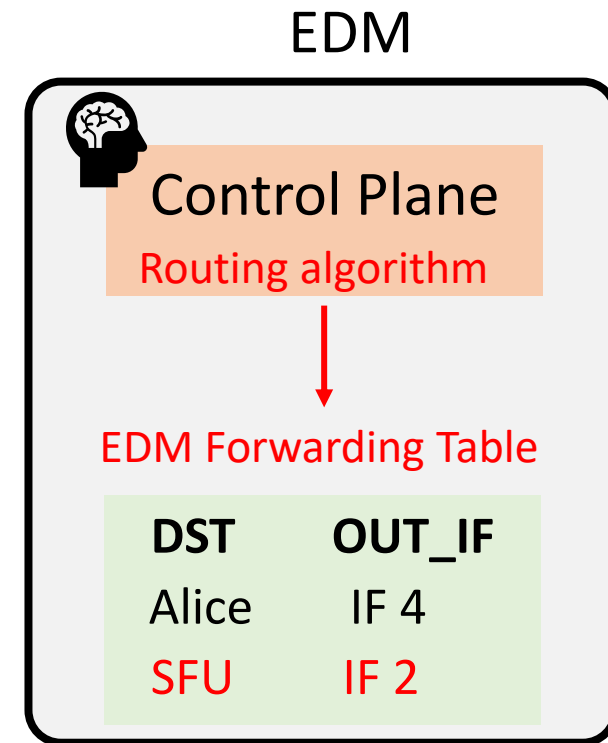 EDM
Control Plane
Routing algorithm
EDM Forwarding Table
DST OUT_IF
Alice IF 4
SFU IF 2